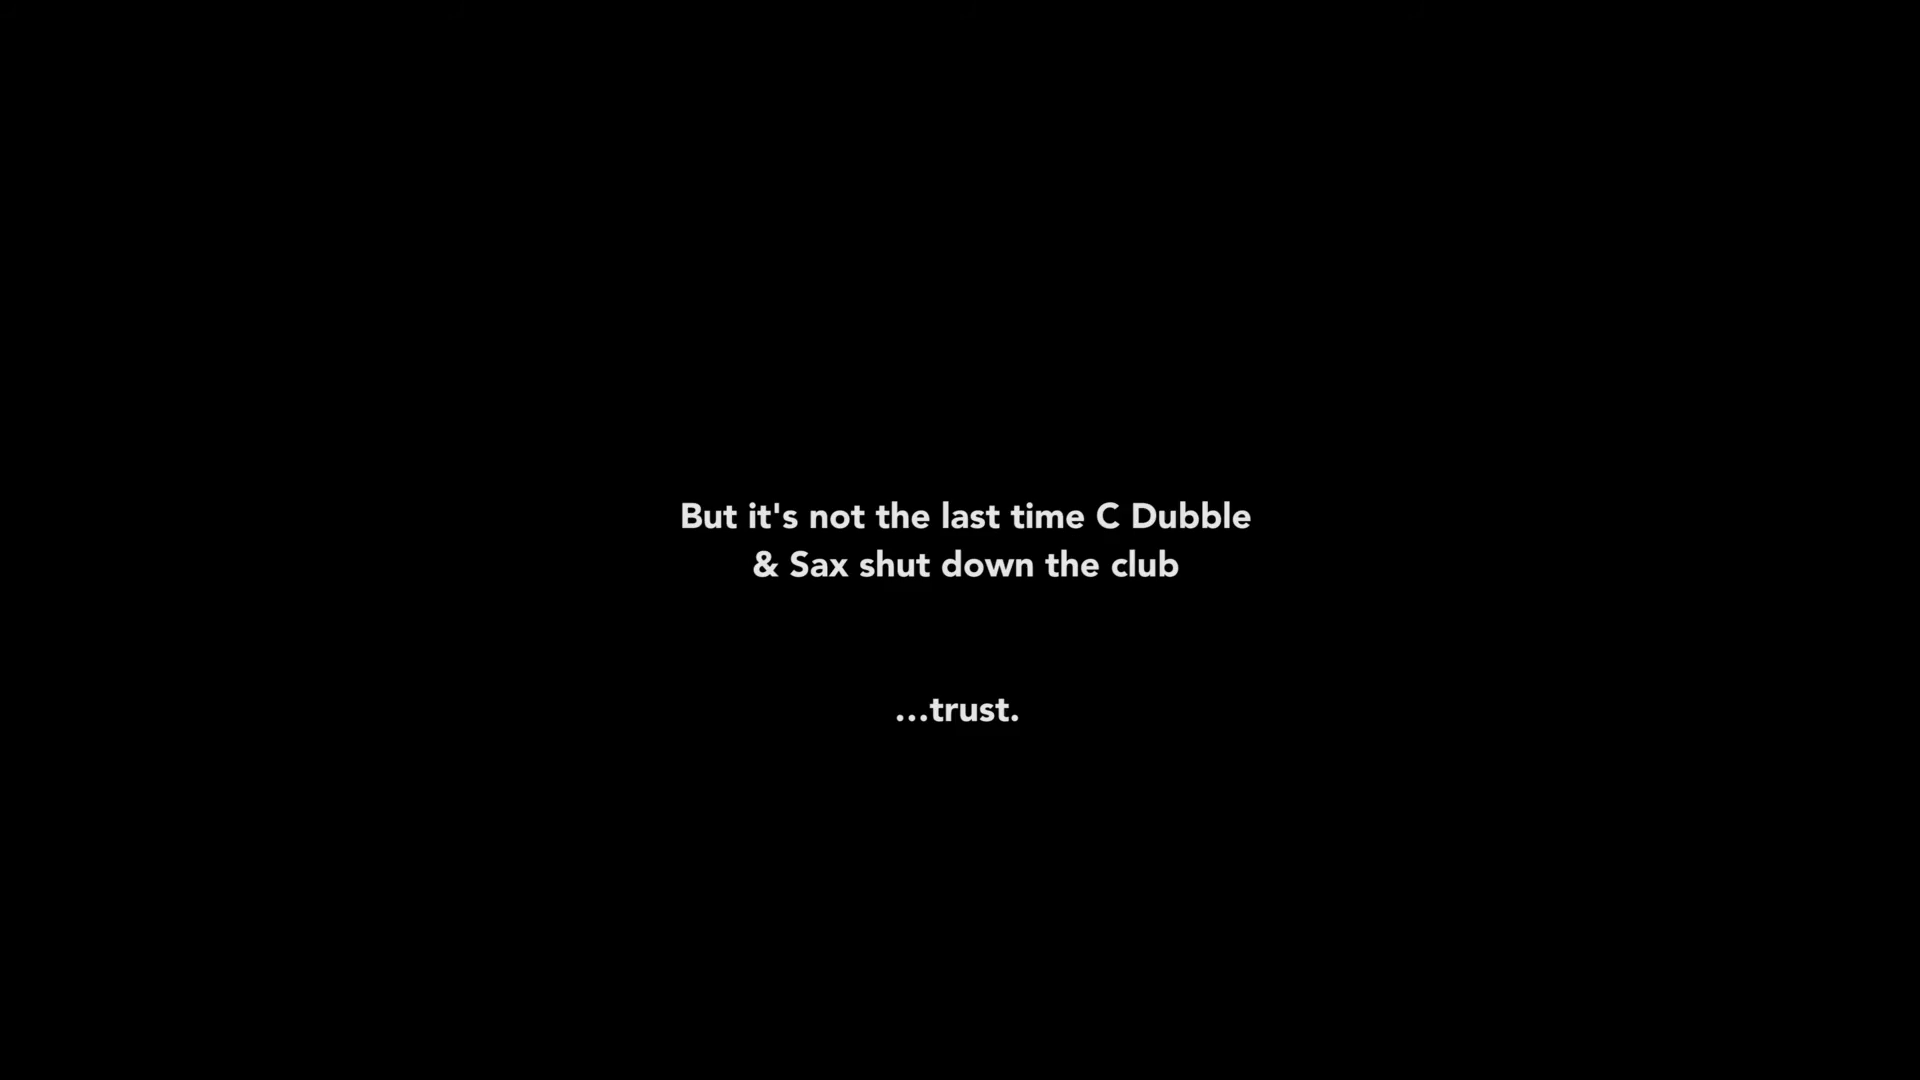 But it's not the last time C Dubble
& Sax shut down the club
...trust.